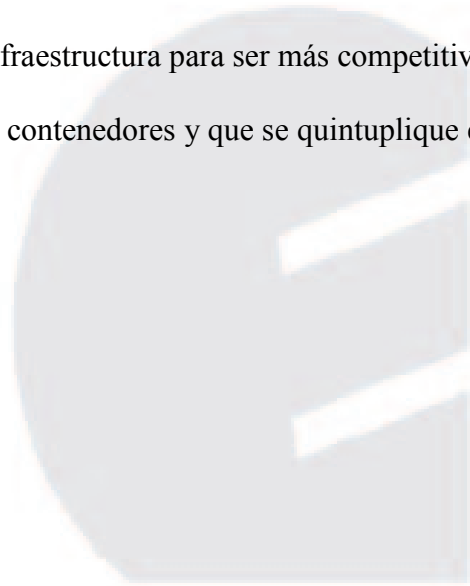 fraestructura para ser más competitiv
contenedores y que se quintuplique